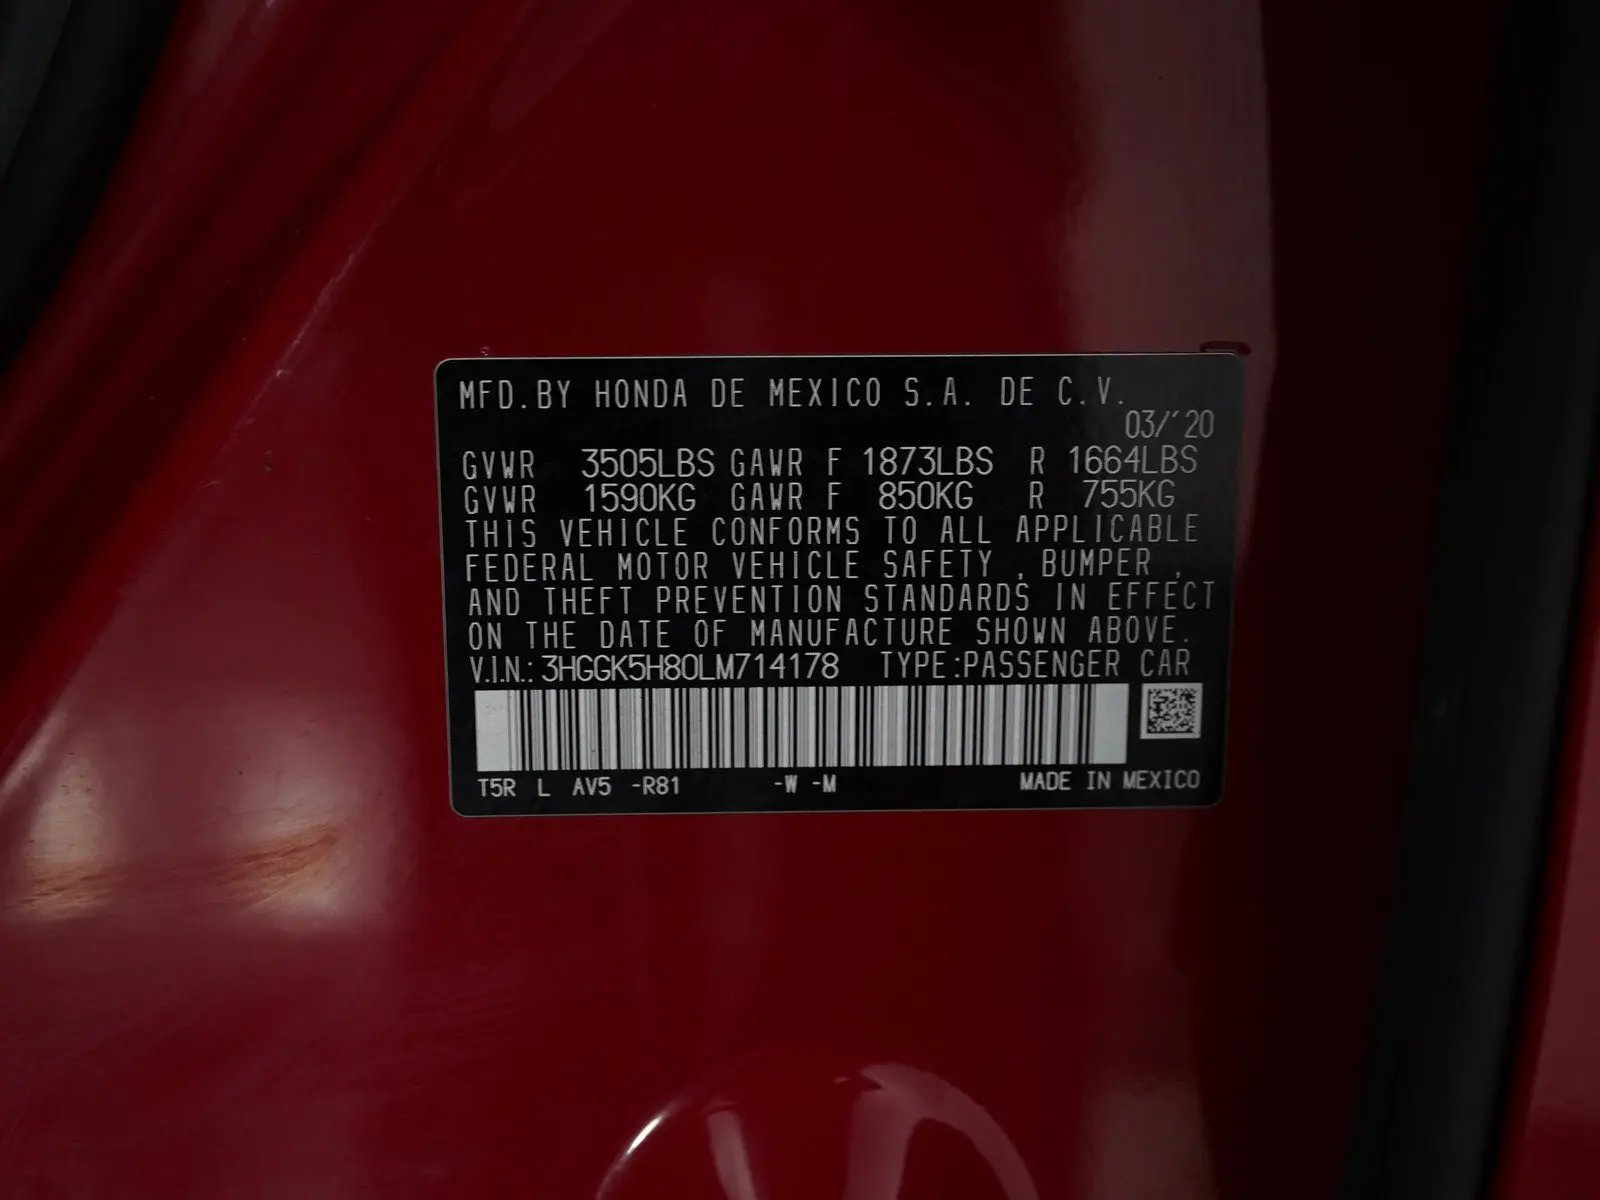 MFD.BY HONDA DE MEXICO S.A. DE C.V.
03/'20
GVWR 3505LBS GAWR F 1873LBS R 1664LBS
GVWR 1590KG GAWR F 850KG R 755KG
THIS VEHICLE CONFORMS TO ALL APPLICABLE
FEDERAL MOTOR VEHICLE SAFETY , BUMPER ,
AND THEFT PREVENTION STANDARDS IN EFFECT
ON THE DATE OF MANUFACTURE SHOWN ABOVE.
V.I.N.: 3HGGK5H80LM714178 TYPE:PASSENGER CAR
T5R L AV5 -R81 -W -M MADE IN MEXICO